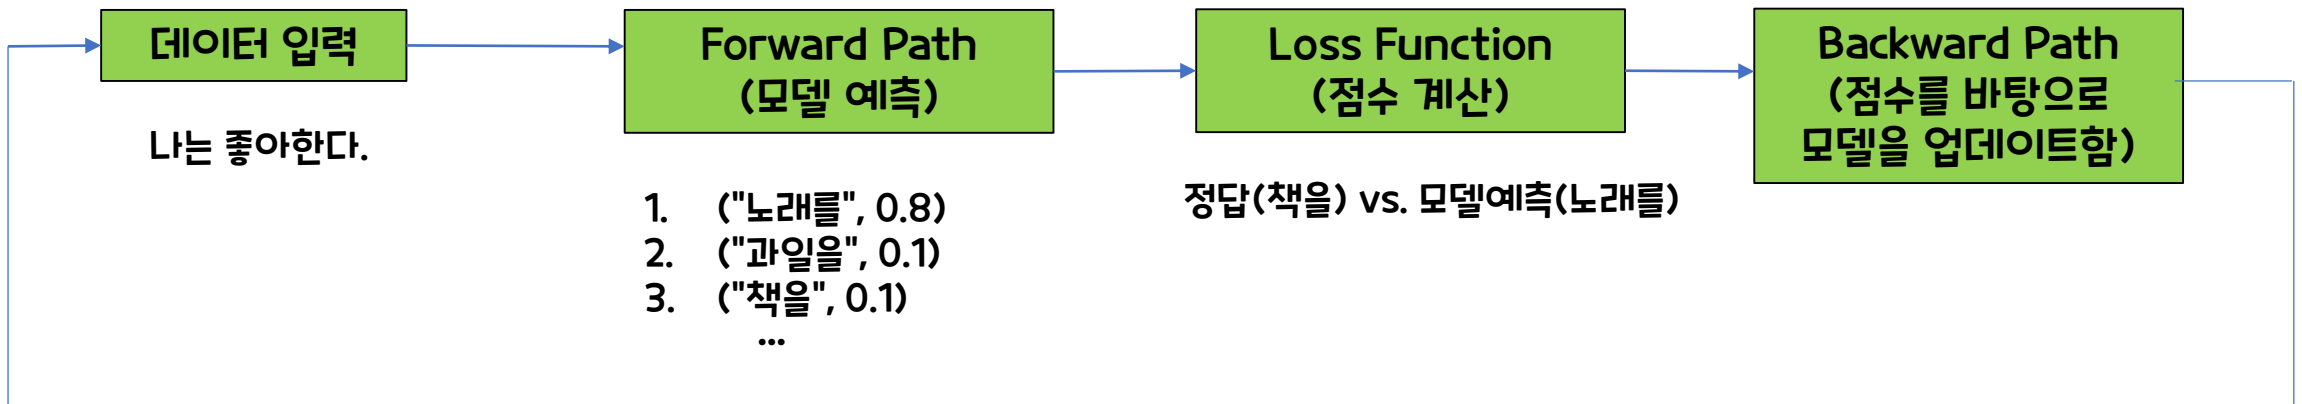 데이터 입력
나는 좋아한다.
Forward Path
(모델 예측)
1. ("노래를", 0.8)
2. ("과일을", 0.1)
3. ("책을", 0.1)
...
Loss Function
(점수 계산)
정답(책을) vs. 모델예측(노래를)
Backward Path
(점수를 바탕으로
모델을 업데이트함)